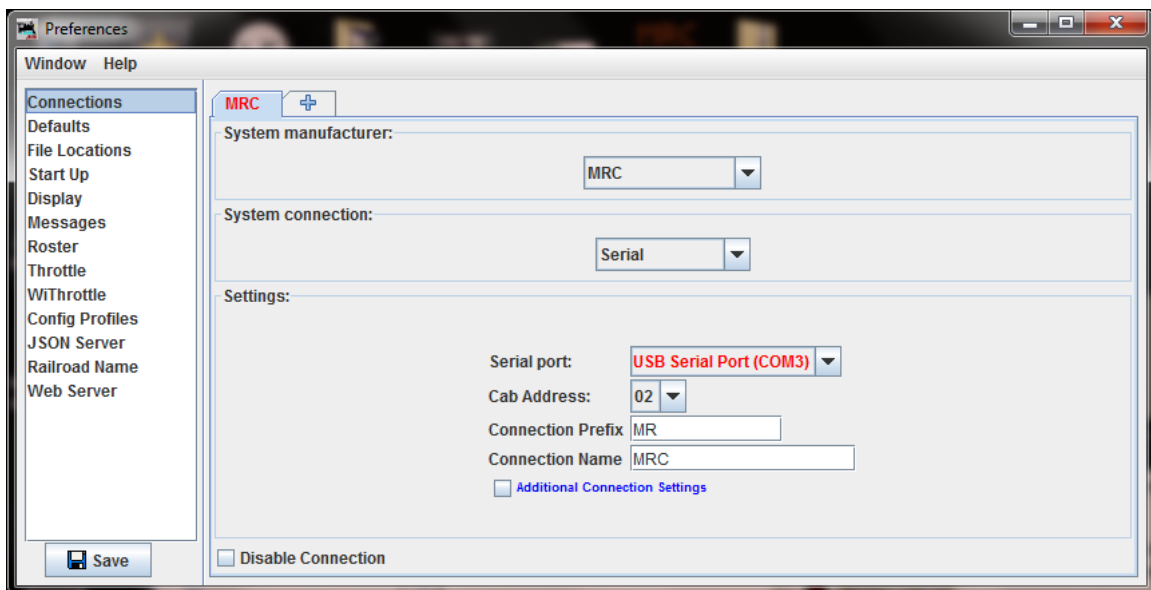 Preferences
Window Help
Connections
Defaults
File Locations
Start Up
Display
Messages
Roster
Throttle
WiThrottle
Config Profiles
JSON Server
Railroad Name
Web Server
Save
MRC
System manufacturer:
MRC
System connection:
Serial
Settings:
Serial port: USB Serial Port (COM3)
Cab Address: 02
Connection Prefix MR
Connection Name MRC
Additional Connection Settings
Disable Connection